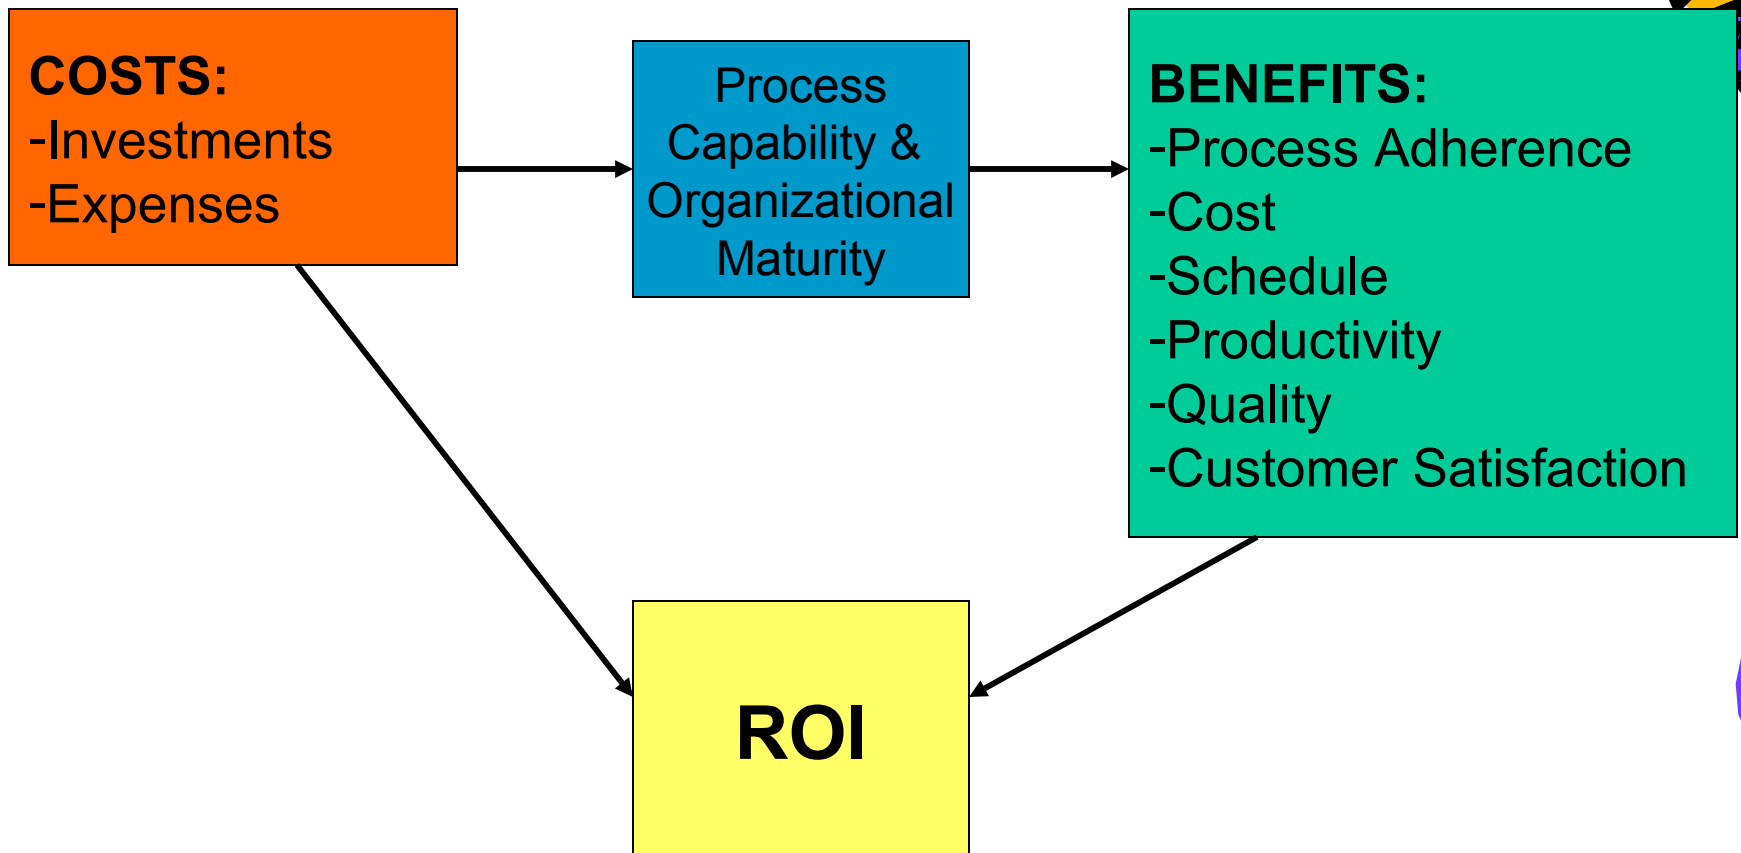 COSTS:
-Investments
-Expenses
Process
Capability &
Organizational
Maturity
BENEFITS:
-Process Adherence
-Cost
-Schedule
-Productivity
-Quality
-Customer Satisfaction
ROI